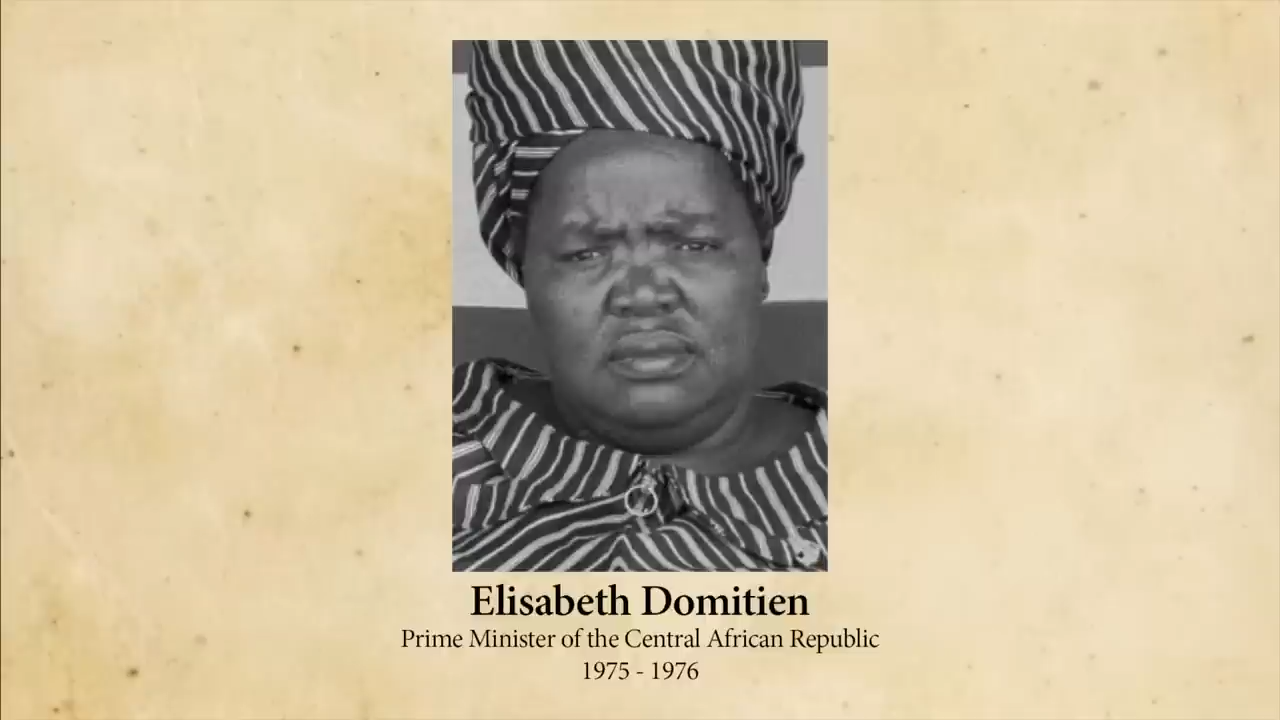 Elisabeth Domitien
Prime Minister of the Central African Republic
1975 - 1976